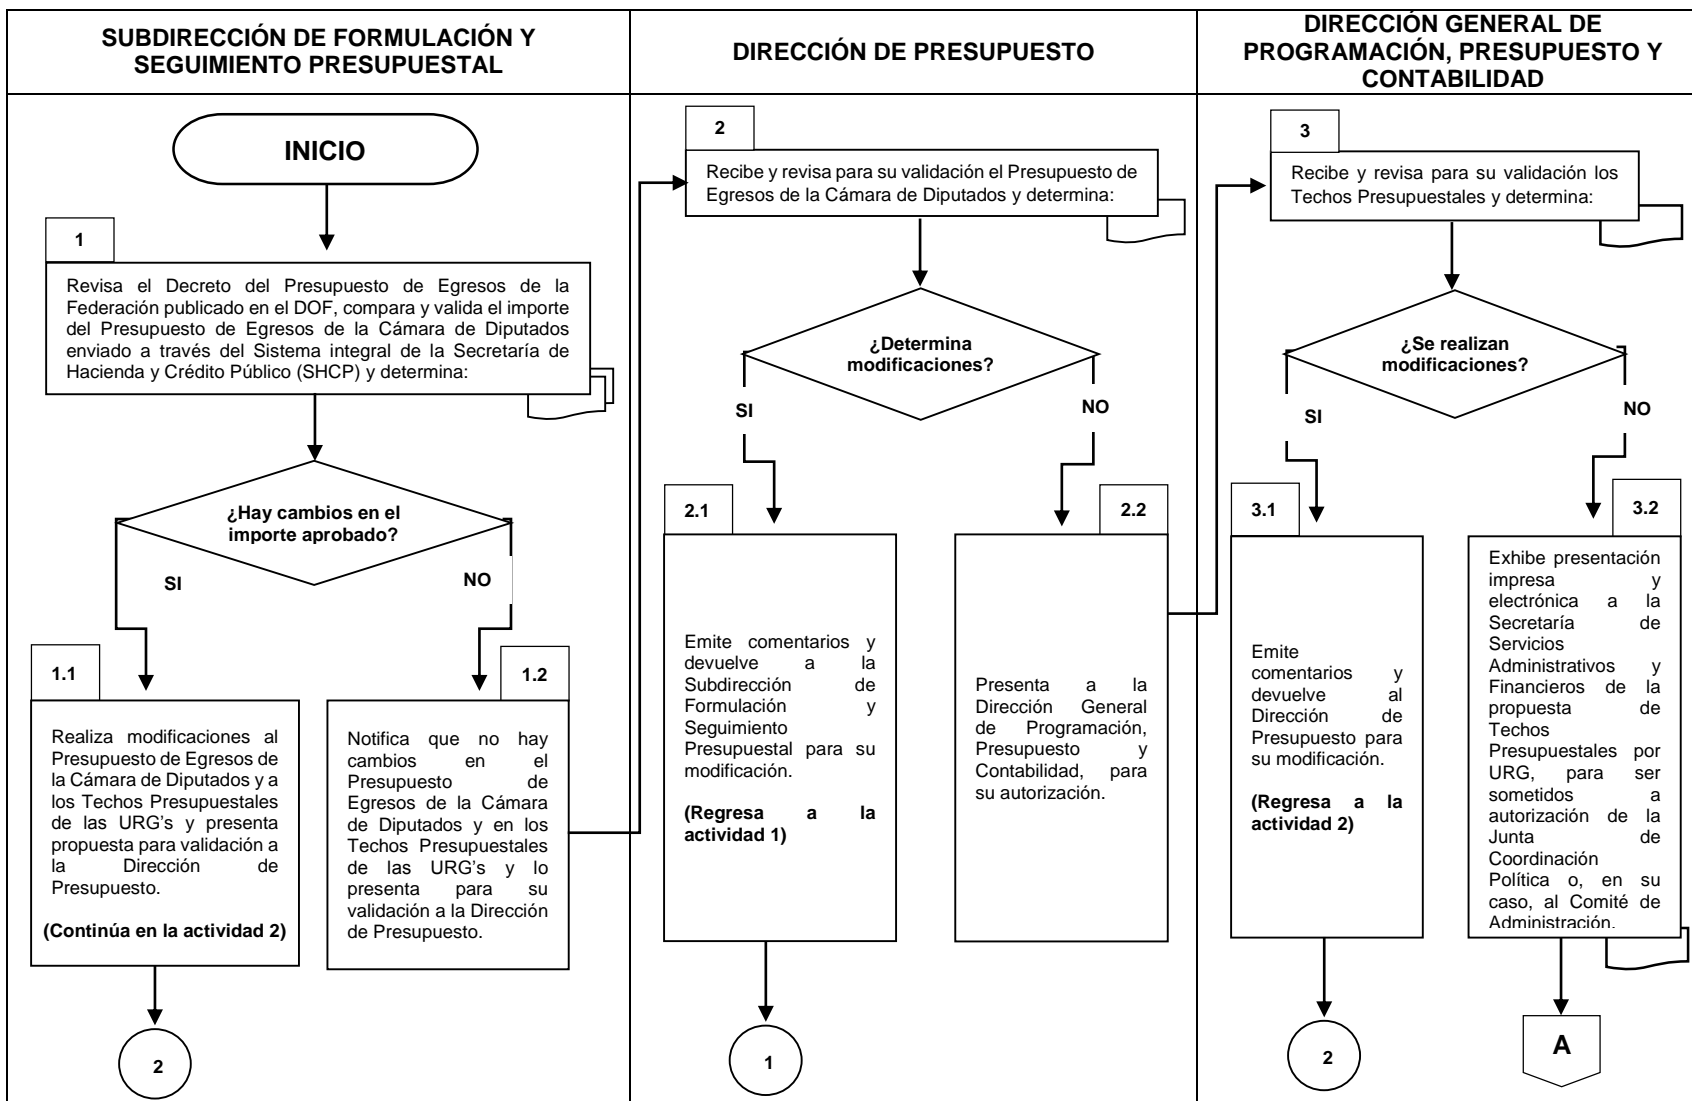 SUBDIRECCIÓN DE FORMULACIÓN Y
SEGUIMIENTO PRESUPUESTAL
INICIO
1
Revisa el Decreto del Presupuesto de Egresos de la
Federación publicado en el DOF, compara y valida el importe
del Presupuesto de Egresos de la Cámara de Diputados
enviado a través del Sistema integral de la Secretaría de
Hacienda y Crédito Público (SHCP) y determina:
¿Hay cambios en el
importe aprobado?
SI
NO
1.1
Realiza modificaciones al
Presupuesto de Egresos de
la Cámara de Diputados y a
los Techos Presupuestales
de las URG's y presenta
propuesta para validación a
la Dirección de
Presupuesto.
(Continúa en la actividad 2)
2
1.2
Notifica que no hay
cambios en el
Presupuesto de
Egresos de la Cámara
de Diputados y en los
Techos Presupuestales
de las URG's y lo
presenta para su
validación a la Dirección
de Presupuesto.
DIRECCIÓN DE PRESUPUESTO
2
Recibe y revisa para su validación el Presupuesto de
Egresos de la Cámara de Diputados y determina:
¿Determina
modificaciones?
SI
NO
2.1
Emite comentarios y
devuelve a la
Subdirección de
Formulación y
Seguimiento
Presupuestal para su
modificación.
(Regresa a la
actividad 1)
1
2.2
Presenta a la
Dirección General
de Programación,
Presupuesto y
Contabilidad, para
su autorización.
DIRECCIÓN GENERAL DE
PROGRAMACIÓN, PRESUPUESTO Y
CONTABILIDAD
3
Recibe y revisa para su validación los
Techos Presupuestales y determina:
¿Se realizan
modificaciones?
SI
NO
3.1
Emite
comentarios y
devuelve al
Dirección de
Presupuesto para
su modificación.
(Regresa a la
actividad 2)
2
3.2
Exhibe presentación
impresa y
electrónica a la
Secretaría de
Servicios
Administrativos y
Financieros de la
propuesta de
Techos
Presupuestales por
URG, para ser
sometidos a
autorización de la
Junta de
Coordinación
Política o, en su
caso, al Comité de
Administración.
A